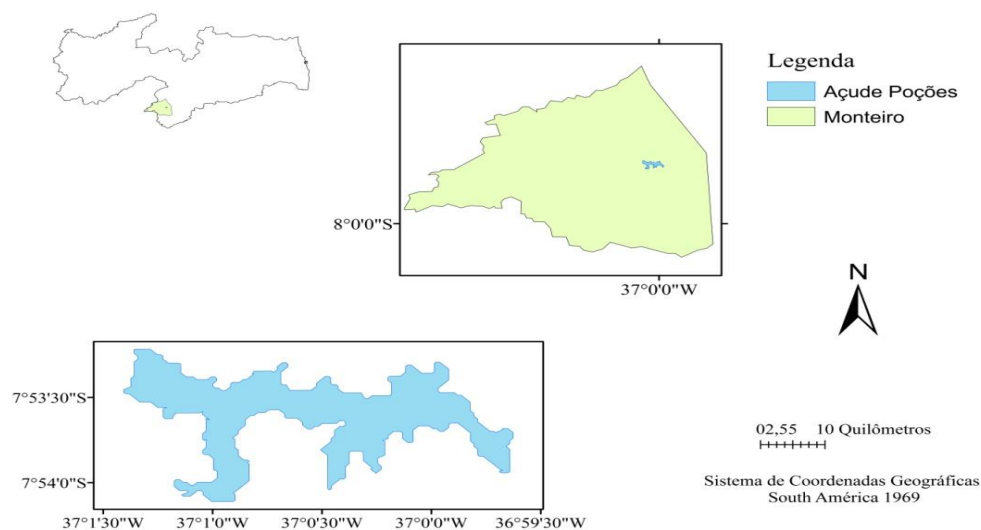 Legenda
Açude Poções
Monteiro
8°0'0"S
37°0'0"W
N
7°53'30"S
7°54'0"S
37°1'30"W 37°1'0"W 37°0'30"W 37°0'0"W 36°59'30"W
02,55 10 Quilômetros
Sistema de Coordenadas Geográficas
South América 1969